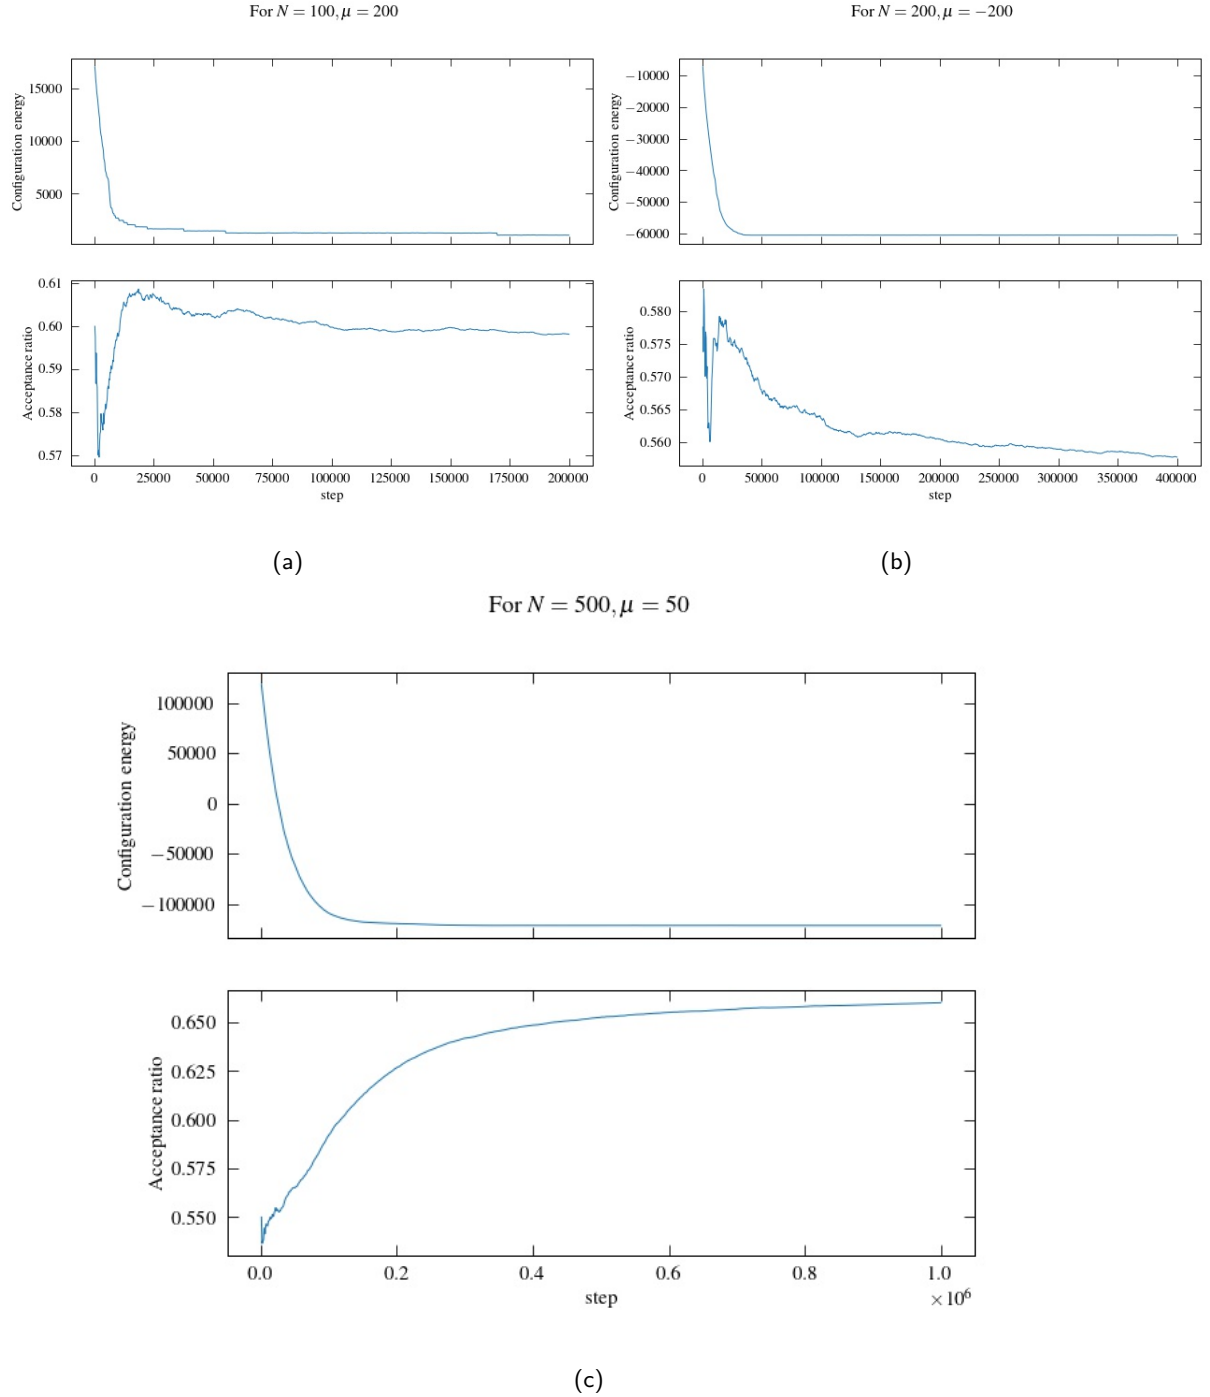 For N = 100, μ = 200
Configuration energy
15000
10000
5000
Acceptance ratio
0.61
0.60
0.59
0.58
0.57
0 25000 50000 75000 100000 125000 150000 175000 200000
step
(a)
For N = 200, μ = −200
Configuration energy
−10000
−20000
−30000
−40000
−50000
−60000
Acceptance ratio
0.580
0.575
0.570
0.565
0.560
0 50000 100000 150000 200000 250000 300000 350000 400000
step
(b)
For N = 500, μ = 50
Configuration energy
100000
50000
0
−50000
−100000
Acceptance ratio
0.650
0.625
0.600
0.575
0.550
0.0 0.2 0.4 0.6 0.8 1.0
step
×10⁶
(c)